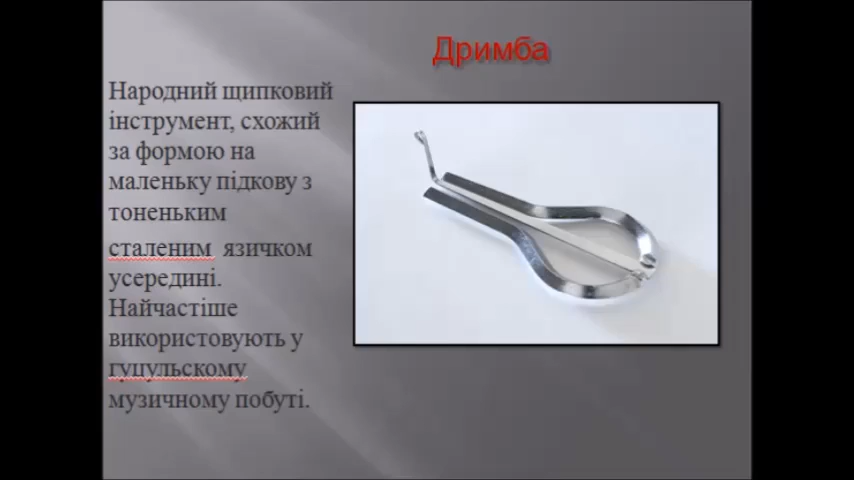 Дримба
Народний щипковий
інструмент, схожий
за формою на
маленьку підкову з
тоненьким
сталеним язичком
усередині.
Найчастіше
використовують у
гуцульскому
музичному побуті.